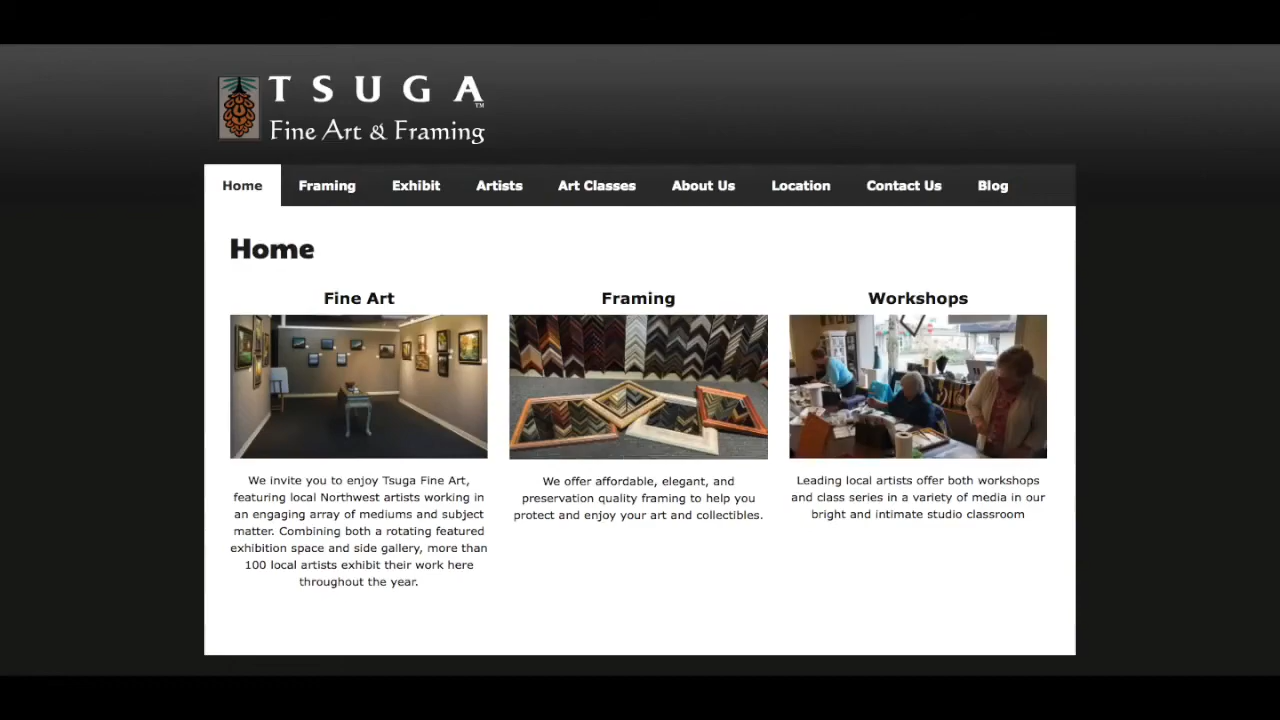 TSUGA™
Fine Art & Framing
Home Framing Exhibit Artists Art Classes About Us Location Contact Us Blog
Home
Fine Art
We invite you to enjoy Tsuga Fine Art,
featuring local Northwest artists working in
an engaging array of mediums and subject
matter. Combining both a rotating featured
exhibition space and side gallery, more than
100 local artists exhibit their work here
throughout the year.
Framing
We offer affordable, elegant, and
preservation quality framing to help you
protect and enjoy your art and collectibles.
Workshops
Leading local artists offer both workshops
and class series in a variety of media in our
bright and intimate studio classroom